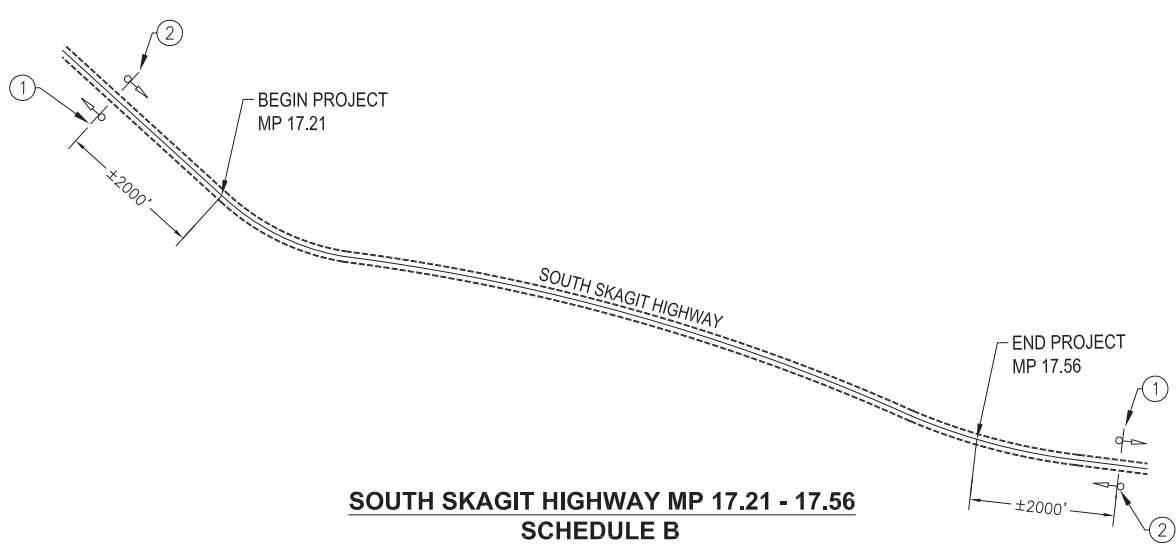 2
1
BEGIN PROJECT
MP 17.21
±2000'
SOUTH SKAGIT HIGHWAY
END PROJECT
MP 17.56
1
±2000'
2
SOUTH SKAGIT HIGHWAY MP 17.21 - 17.56
SCHEDULE B